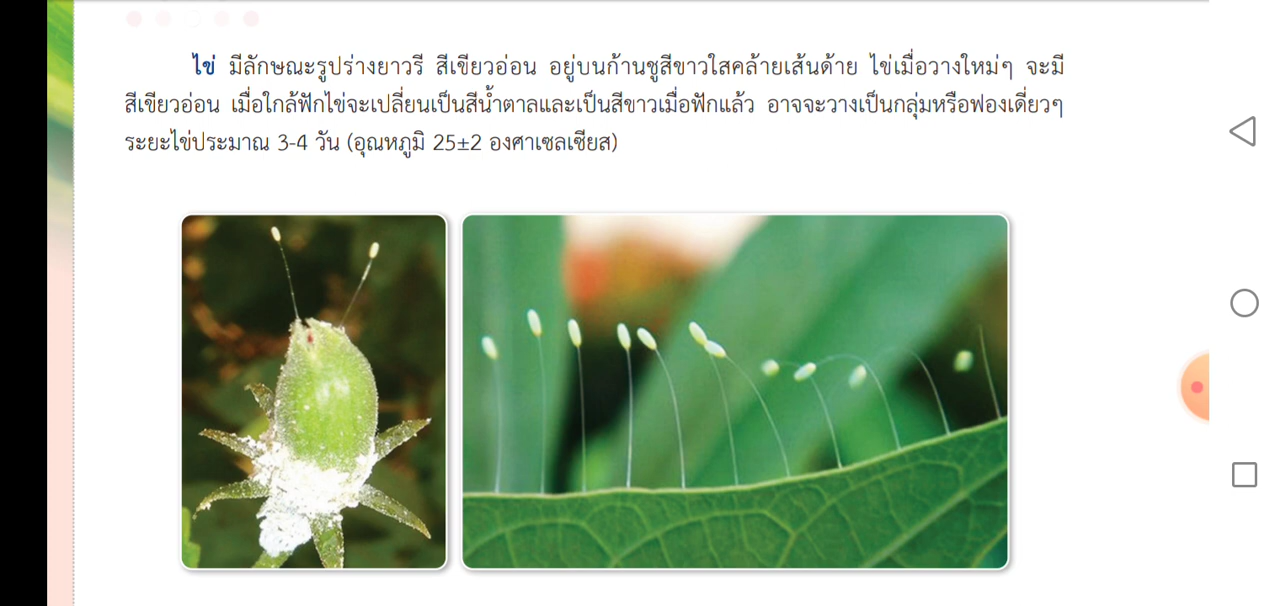 ไข่ มีลักษณะรูปร่างยาวรี สีเขียวอ่อน อยู่บนก้านชูสีขาวใสคล้ายเส้นด้าย ไข่เมื่อวางใหม่ๆ จะมี
สีเขียวอ่อน เมื่อใกล้ฟักไข่จะเปลี่ยนเป็นสีน้ำตาลและเป็นสีขาวเมื่อฟักแล้ว อาจจะวางเป็นกลุ่มหรือฟองเดี่ยวๆ
ระยะไข่ประมาณ 3-4 วัน (อุณหภูมิ 25±2 องศาเซลเซียส)